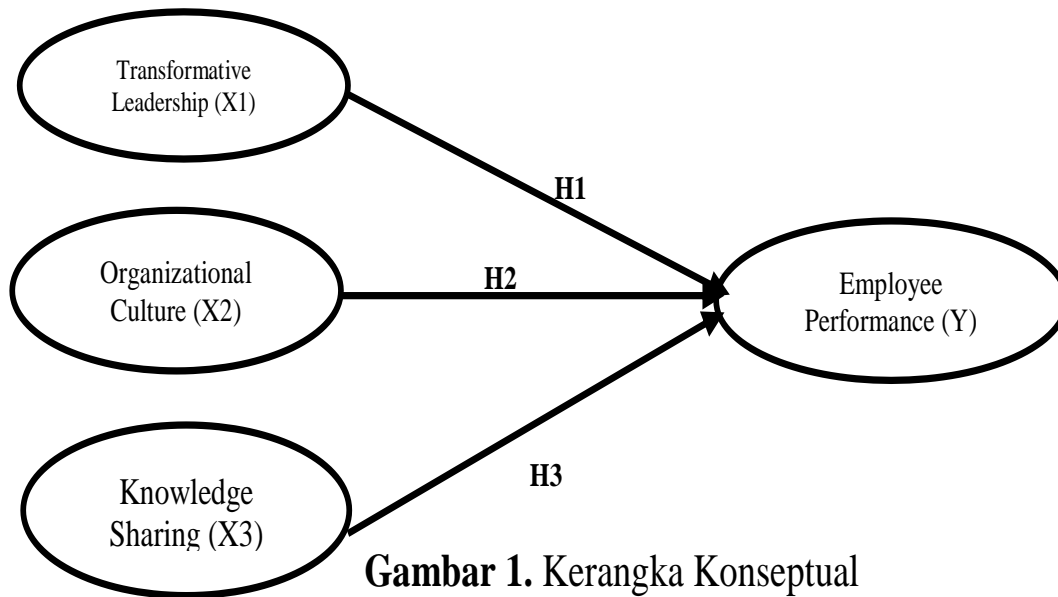 Transformative
Leadership (X1)
H1
Organizational
Culture (X2)
H2
Employee
Performance (Y)
Knowledge
Sharing (X3)
H3
Gambar 1. Kerangka Konseptual